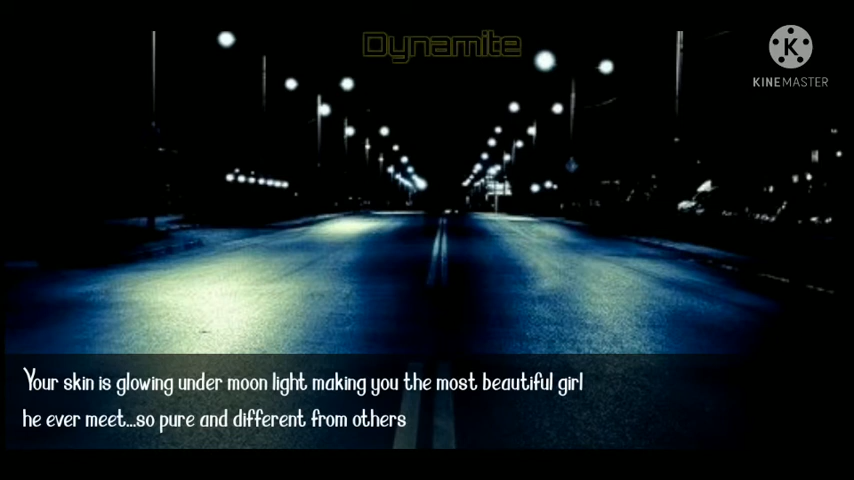 Dynamite
K
KINEMASTER
Your skin is glowing under moon light making you the most beautiful girl
he ever meet...so pure and different from others